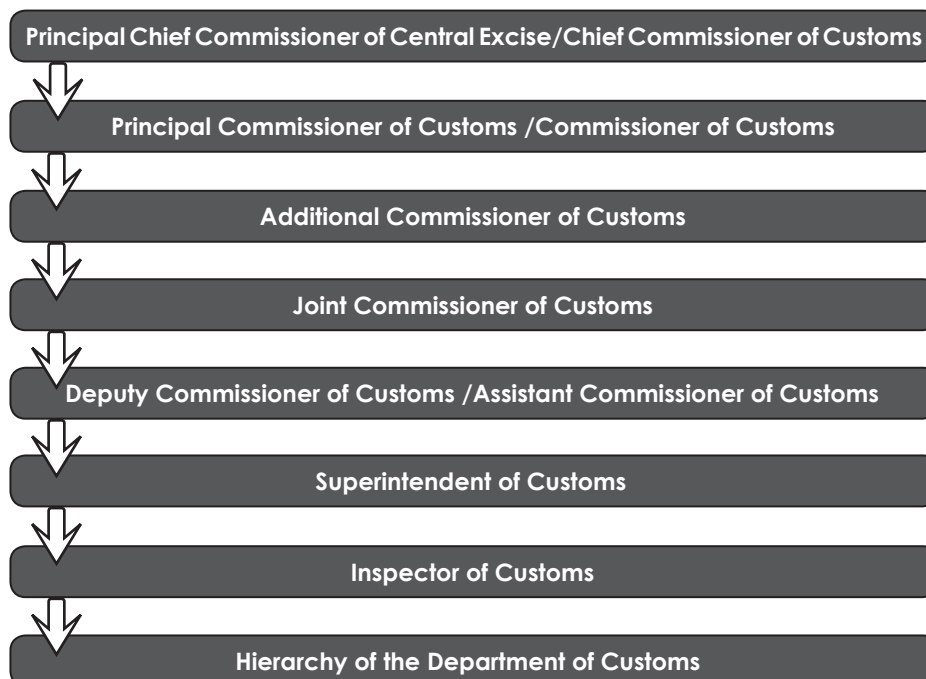 Principal Chief Commissioner of Central Excise/Chief Commissioner of Customs
Principal Commissioner of Customs /Commissioner of Customs
Additional Commissioner of Customs
Joint Commissioner of Customs
Deputy Commissioner of Customs /Assistant Commissioner of Customs
Superintendent of Customs
Inspector of Customs
Hierarchy of the Department of Customs